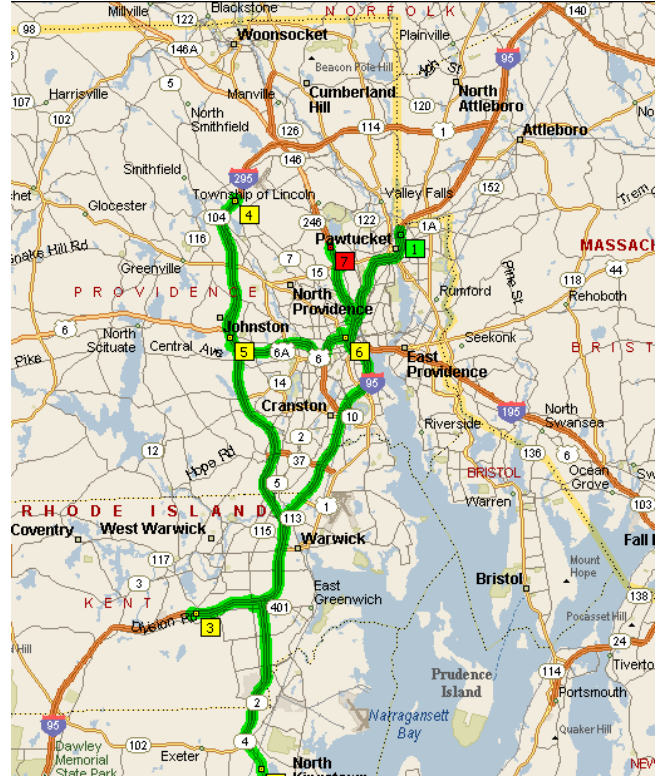 NORFOLK
Millville
Blackstone
122
140
98
Woonsocket
Plainville
146A
Beacon Pole Hill
95
5
Cumberland
Hill
North
Attleboro
107
Harrisville
Manville
120
102
North
Smithfield
126
114
1
Attleboro
146
Smithfield
295
152
Township of Lincoln
Valley Falls
Glocester
104
4
246
122
1A
116
Pawtucket
1
MASSACH
Snake Hill Rd
Greenville
7
7
44
15
Rumford
Pine St
118
Rehoboth
PROVIDENCE
North
Providence
6
North
Scituate
Johnston
Seekonk
BRIST
Pike
Central Ave
5
6A
6
6
East
Providence
14
95
Cranston
10
195
North
Swansea
2
Riverside
12
Hope Rd
37
136
6
5
BRISTOL
Ocean
Grove
RHODE ISLAND
1
Warren
103
Coventry
West Warwick
115
113
Fall
Warwick
117
Mount
Hope
3
East
Greenwich
Bristol
138
KENT
401
Division
3
Pocasset Hill
24
Prudence
Island
Tiverto
114
95
2
Portsmouth
Narragansett
Bay
102
4
Quaker Hill
Dawley
Memorial
State Park
Exeter
North
Kingstown
NEW